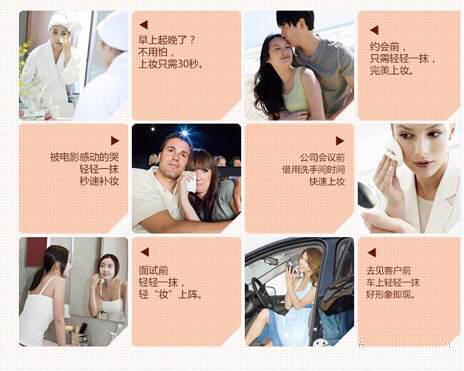 早上起晚了？
不用怕，
上妆只需30秒。
约会前，
只需轻轻一抹，
完美上妆。
被电影感动的哭
轻轻一抹
秒速补妆
公司会议前
借用洗手间时间
快速上妆
面试前
轻轻一抹，
轻“妆”上阵。
去见客户前
车上轻轻一抹
好形象即现。